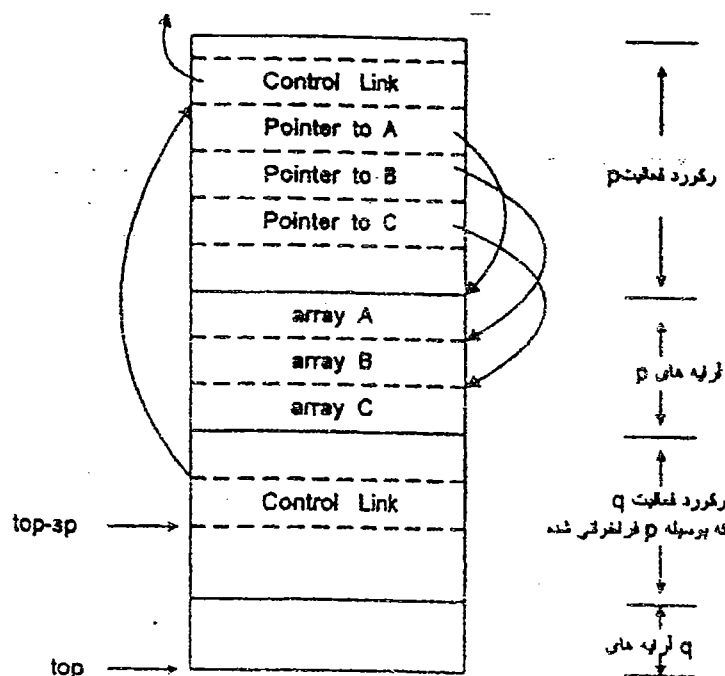 Control Link
Pointer to A
رکورد فعالیت p
Pointer to B
Pointer to C
array A
آرایه های p
array B
array C
Control Link
رکورد فعالیت q
که بوسیله p فراخوانی شده
top-sp
آرایه های q
top